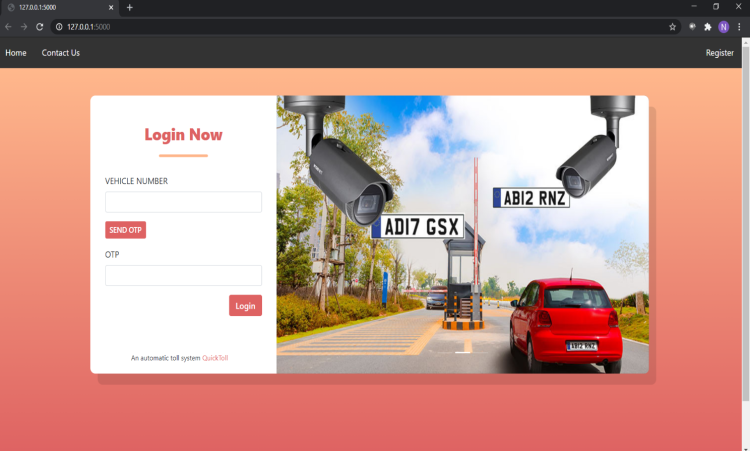 127.0.0.1:5000
127.0.0.1:5000
N
Home
Contact Us
Register
Login Now
VEHICLE NUMBER
SEND OTP
OTP
Login
An automatic toll system QuickToll
AB12 RNZ
AD17 GSX
AB12 RNZ